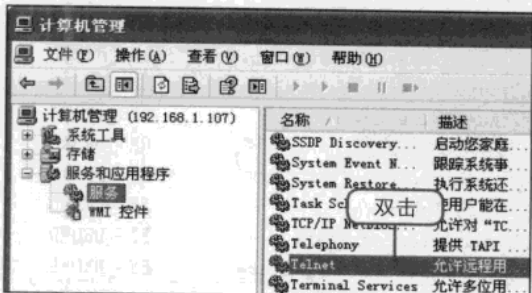 计算机管理
文件(F) 操作(A) 查看(V) 窗口(W) 帮助(H)
计算机管理 (192.168.1.107)
系统工具
存储
服务和应用程序
服务
WMI 控件
名称 描述
SSDP Discovery... 启动您家庭...
System Event N... 跟踪系统事...
System Restore... 执行系统还...
Task Sc 使用户能在...
双击
TCP/IP NetBIOS... 允许对“TC...
Telephony 提供 TAPI ...
Telnet 允许远程用...
Terminal Services 允许多位用...